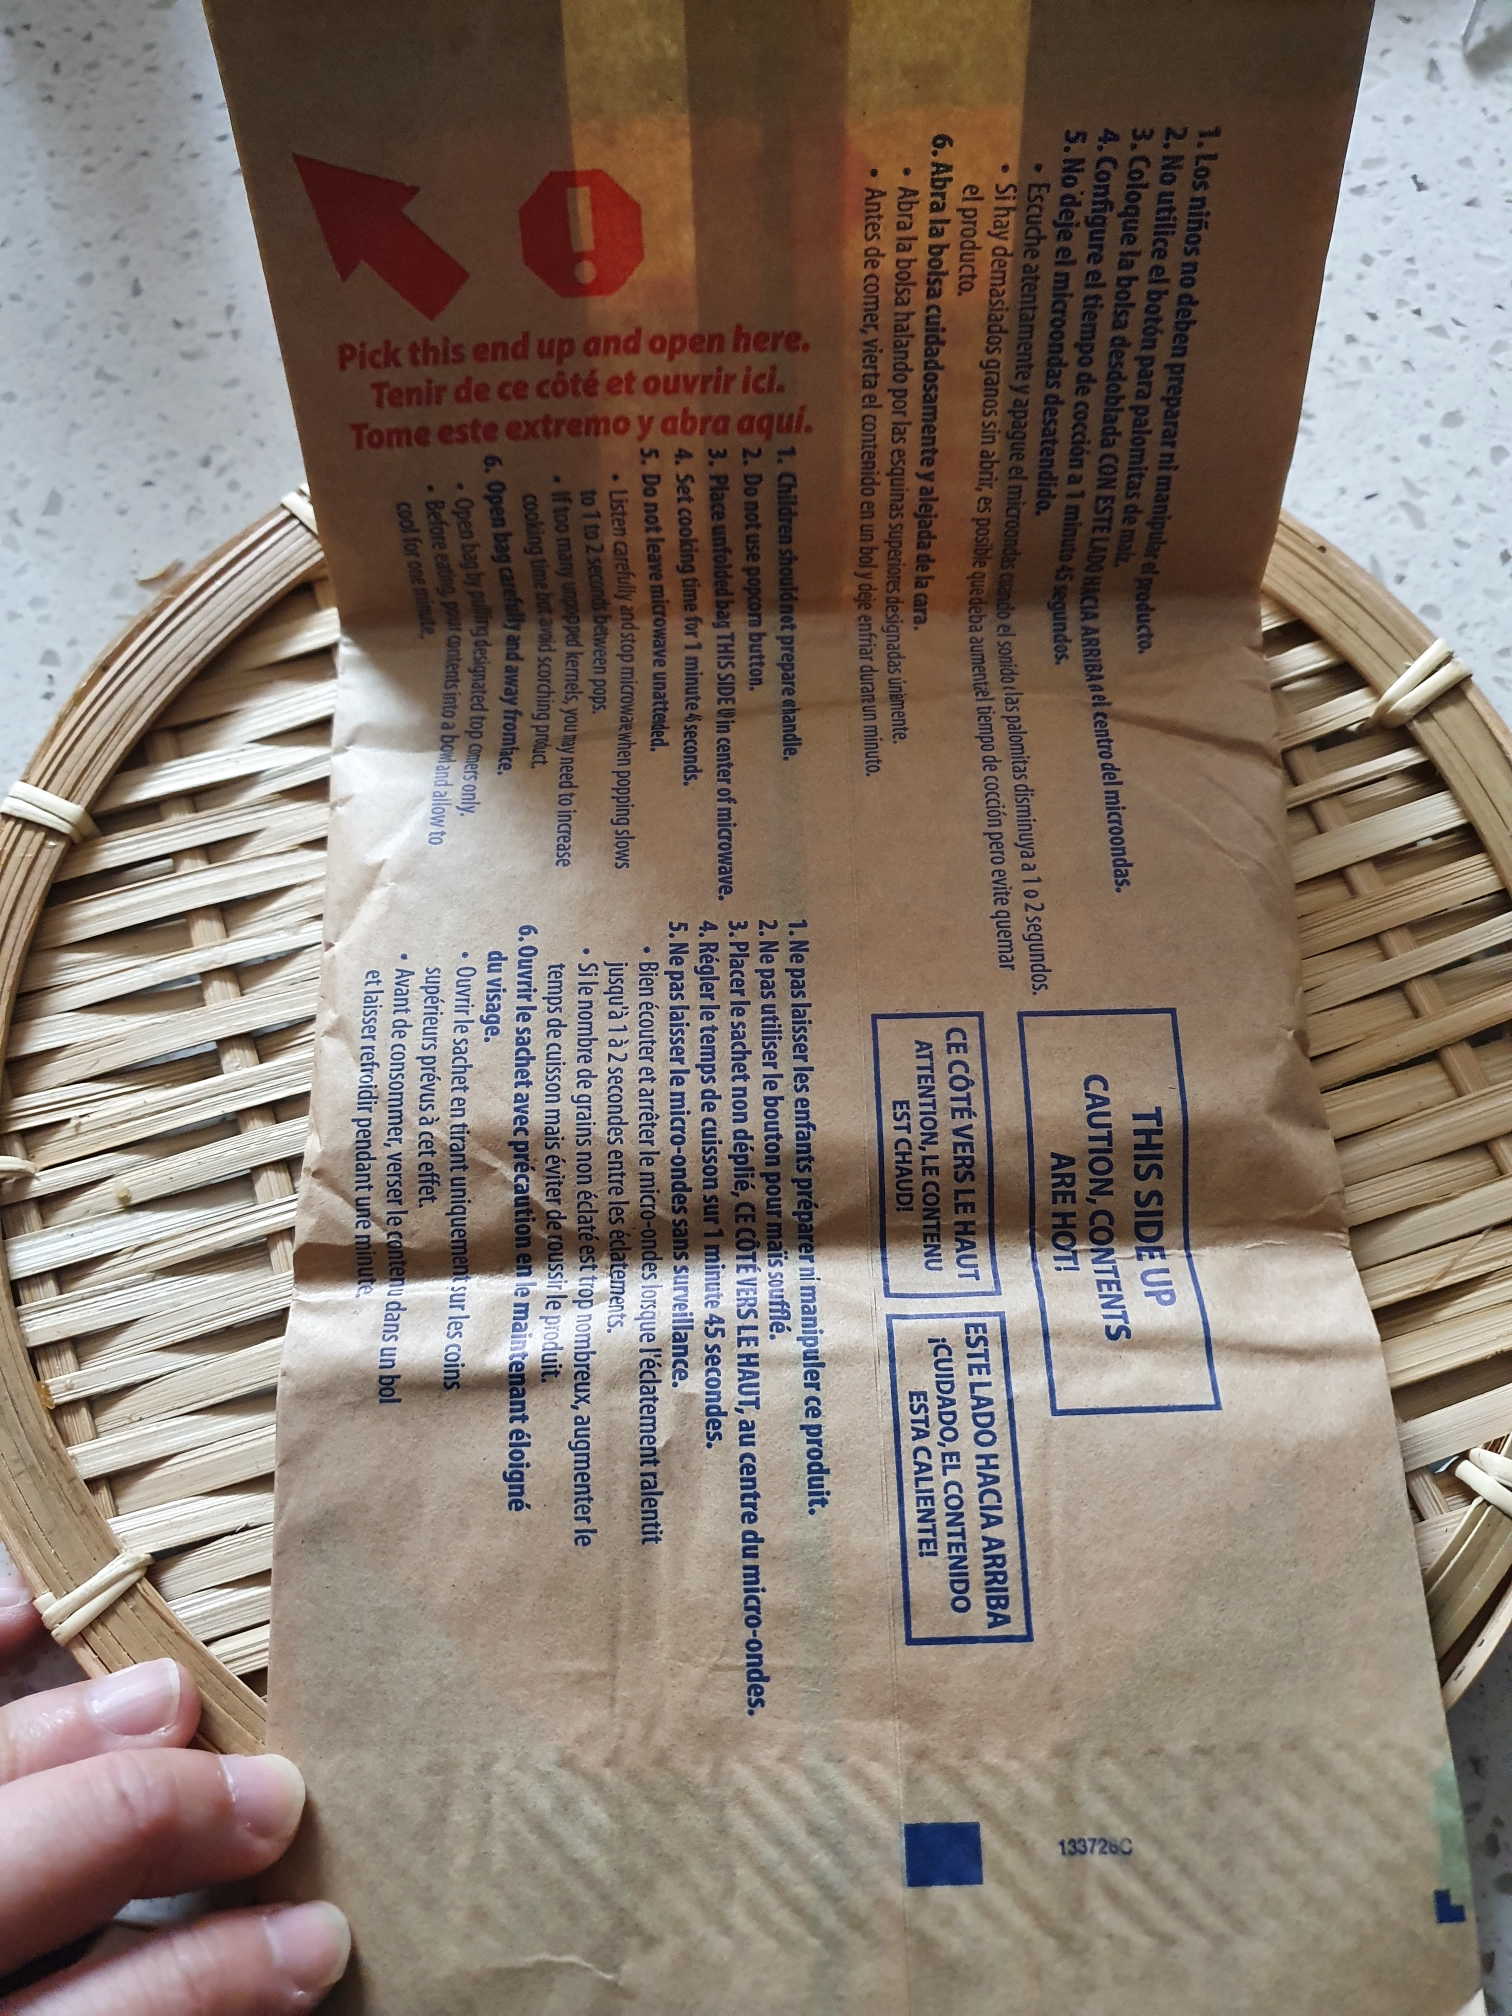 1. Los niños no deben preparar ni manipular el producto.
2. No utilice el botón para palomitas de maíz.
3. Coloque la bolsa desdoblada CON ESTE LADO HACIA ARRIBA el centro del microondas.
4. Configure el tiempo de cocción a 1 minuto 45 segundos.
5. No deje el microondas desatendido.
• Escuche atentamente y apague el microondas cuando el sonido las palomitas disminuya a 1 o 2 segundos.
• Si hay demasiados granos sin abrir, es posible que deba tiempo de cocción pero evite quemar
el producto.
6. Abra la bolsa cuidadosamente y alejada de la cara.
• Abra la bolsa halando por las esquinas superiores designadas
• Antes de comer, vierta el contenido en un bol y deje enfriar un minuto.
THIS SIDE UP
CAUTION, CONTENTS
ARE HOT!
CE CÔTÉ VERS LE HAUT
ATTENTION, LE CONTENU
EST CHAUD!
ESTE LADO HACIA ARRIBA
¡CUIDADO, EL CONTENIDO
ESTA CALIENTE!
Pick this end up and open here.
Tenir de ce côté et ouvrir ici.
Tome este extremo y abra aquí.
1. Children should not prepare handle.
2. Do not use popcorn button.
3. Place unfolded bag THIS SIDE in center of microwave.
4. Set cooking time for 1 minute seconds.
5. Do not leave microwave
• Listen carefully and stop microwave when popping slows
to 1 to 2 seconds between pops.
• If too many unpopped kernels, you may need to increase
cooking time but avoid scorching product.
6. Open bag carefully and away from
• Open bag by pulling designated top corners only.
• Before eating, pour contents into a bowl and allow to
cool for one minute.
1. Ne pas laisser les enfants préparer ni manipuler ce produit.
2. Ne pas utiliser le bouton pour maïs soufflé.
3. Placer le sachet non déplié, CE CÔTÉ VERS LE HAUT, au centre du micro-ondes.
4. Régler le temps de cuisson sur 1 minute 45 secondes.
5. Ne pas laisser le micro-ondes sans surveillance.
• Bien écouter et arrêter le micro-ondes lorsque l'éclatement ralentit
jusqu'à 1 à 2 secondes entre les éclatements.
• Si le nombre de grains non éclaté est trop nombreux, augmenter le
temps de cuisson mais éviter de roussir le produit.
6. Ouvrir le sachet avec précaution en le maintenant éloigné
du visage.
• Ouvrir le sachet en tirant uniquement sur les coins
supérieurs prévus à cet effet.
• Avant de consommer, verser le contenu dans un bol
et laisser refroidir pendant une minute.
133726C